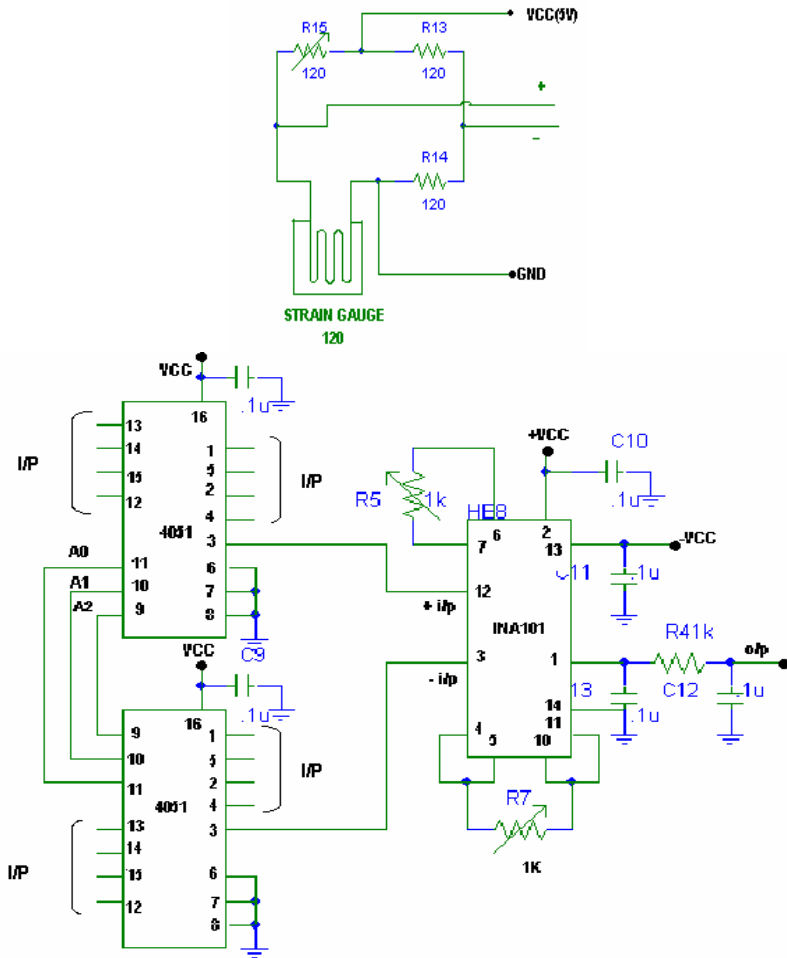 VCC(5V)
R15
R13
120
120
+
-
R14
120
GND
STRAIN GAUGE
120
VCC
.1u
16
13
14
15
12
I/P
1
5
2
4
3
I/P
4051
A0
A1
A2
11
10
9
6
7
8
C9
VCC
.1u
16
9
10
11
4051
1
5
2
4
3
I/P
13
14
15
12
I/P
6
7
8
+VCC
C10
.1u
R5
1k
HE8
6
2
7
13
-VCC
C11
.1u
12
+ i/p
INA101
3
- i/p
1
R41k
o/p
13
.1u
C12
.1u
14
11
4
5
10
R7
1K